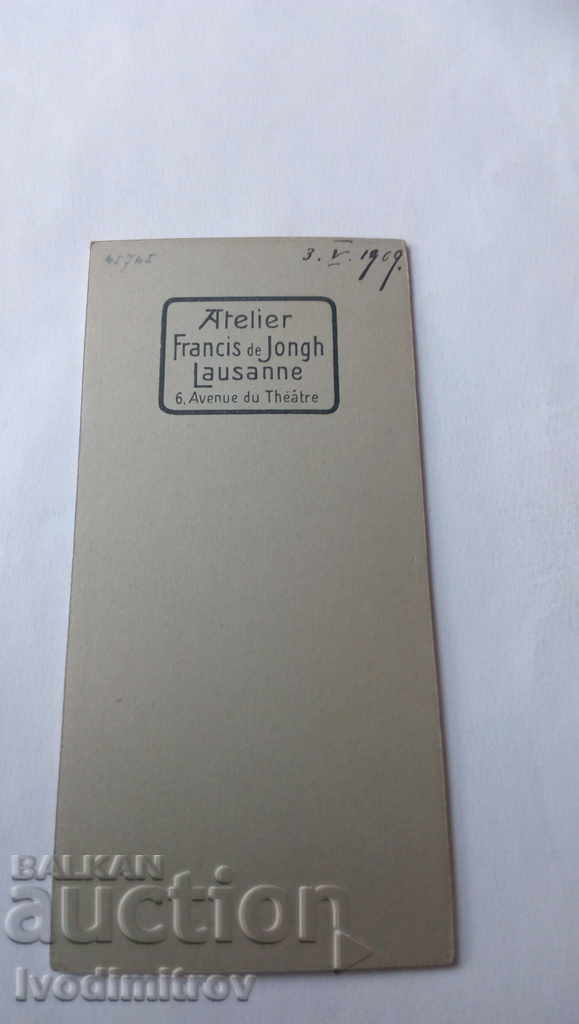 45745
3. V. 1909.
Atelier
Francis de Jongh
Lausanne
6, Avenue du Théâtre
BALKAN
auction
Ivodimitrov